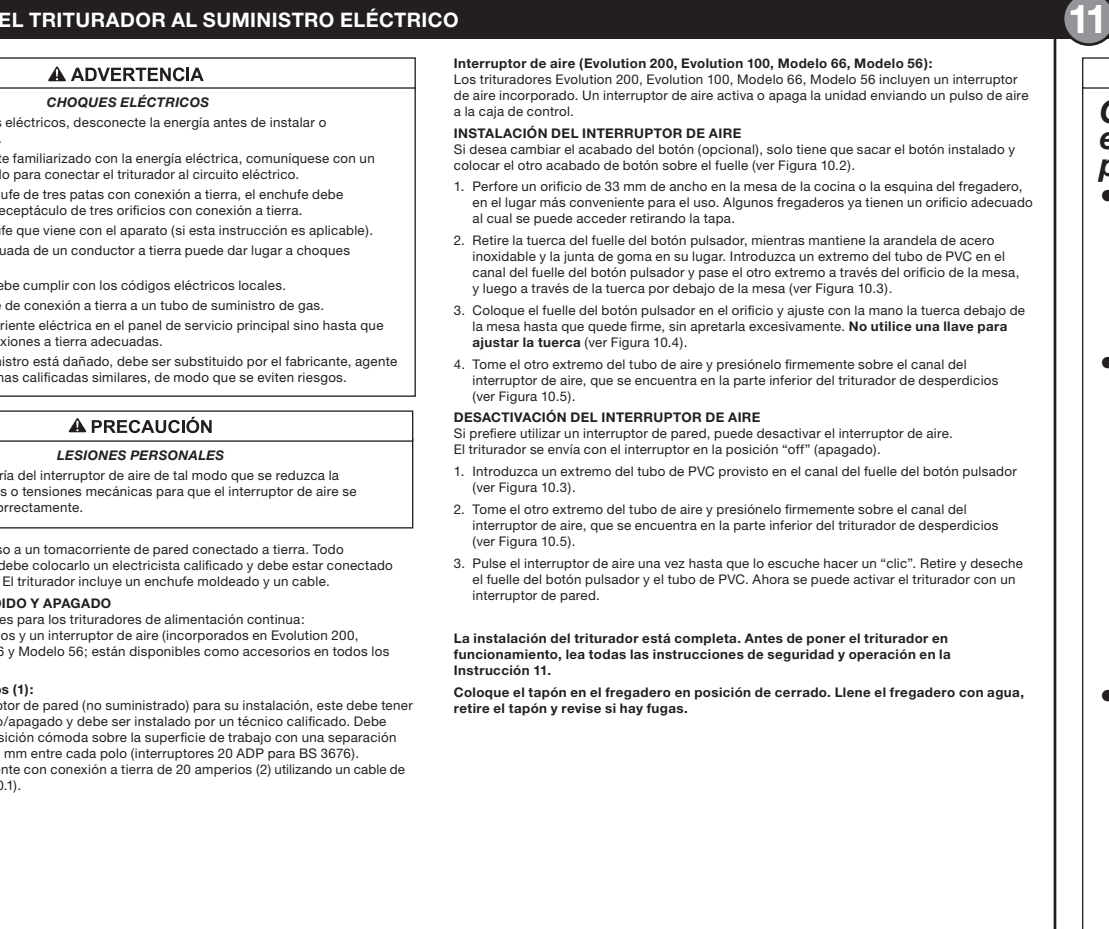 EL TRITURADOR AL SUMINISTRO ELÉCTRICO
ADVERTENCIA
CHOQUES ELÉCTRICOS
eléctricos, desconecte la energía antes de instalar o
familiarizado con la energía eléctrica, comuníquese con un
para conectar el triturador al circuito eléctrico.
de tres patas con conexión a tierra, el enchufe debe
de tres orificios con conexión a tierra.
que viene con el aparato (si esta instrucción es aplicable).
de un conductor a tierra puede dar lugar a choques
cumplir con los códigos eléctricos locales.
de conexión a tierra a un tubo de suministro de gas.
eléctrica en el panel de servicio principal sino hasta que
a tierra adecuadas.
está dañado, debe ser substituido por el fabricante, agente
calificadas similares, de modo que se eviten riesgos.
PRECAUCIÓN
LESIONES PERSONALES
del interruptor de aire de tal modo que se reduzca la
o tensiones mecánicas para que el interruptor de aire se
correctamente.
a un tomacorriente de pared conectado a tierra. Todo
debe colocarlo un electricista calificado y debe estar conectado
El triturador incluye un enchufe moldeado y un cable.
Y APAGADO
para los trituradores de alimentación continua:
y un interruptor de aire (incorporados en Evolution 200,
6 y Modelo 56; están disponibles como accesorios en todos los
(1):
de pared (no suministrado) para su instalación, este debe tener
o/apagado y debe ser instalado por un técnico calificado. Debe
cómoda sobre la superficie de trabajo con una separación
mm entre cada polo (interruptores 20 ADP para BS 3676).
con conexión a tierra de 20 amperios (2) utilizando un cable de
0.1).
Interruptor de aire (Evolution 200, Evolution 100, Modelo 66, Modelo 56):
Los trituradores Evolution 200, Evolution 100, Modelo 66, Modelo 56 incluyen un interruptor
de aire incorporado. Un interruptor de aire activa o apaga la unidad enviando un pulso de aire
a la caja de control.
INSTALACIÓN DEL INTERRUPTOR DE AIRE
Si desea cambiar el acabado del botón (opcional), solo tiene que sacar el botón instalado y
colocar el otro acabado de botón sobre el fuelle (ver Figura 10.2).
1. Perfore un orificio de 33 mm de ancho en la mesa de la cocina o la esquina del fregadero,
en el lugar más conveniente para el uso. Algunos fregaderos ya tienen un orificio adecuado
al cual se puede acceder retirando la tapa.
2. Retire la tuerca del fuelle del botón pulsador, mientras mantiene la arandela de acero
inoxidable y la junta de goma en su lugar. Introduzca un extremo del tubo de PVC en el
canal del fuelle del botón pulsador y pase el otro extremo a través del orificio de la mesa,
y luego a través de la tuerca por debajo de la mesa (ver Figura 10.3).
3. Coloque el fuelle del botón pulsador en el orificio y ajuste con la mano la tuerca debajo de
la mesa hasta que quede firme, sin apretarla excesivamente. No utilice una llave para
ajustar la tuerca (ver Figura 10.4).
4. Tome el otro extremo del tubo de aire y presiónelo firmemente sobre el canal del
interruptor de aire, que se encuentra en la parte inferior del triturador de desperdicios
(ver Figura 10.5).
DESACTIVACIÓN DEL INTERRUPTOR DE AIRE
Si prefiere utilizar un interruptor de pared, puede desactivar el interruptor de aire.
El triturador se envía con el interruptor en la posición “off” (apagado).
1. Introduzca un extremo del tubo de PVC provisto en el canal del fuelle del botón pulsador
(ver Figura 10.3).
2. Tome el otro extremo del tubo de aire y presiónelo firmemente sobre el canal del
interruptor de aire, que se encuentra en la parte inferior del triturador de desperdicios
(ver Figura 10.5).
3. Pulse el interruptor de aire una vez hasta que lo escuche hacer un “clic”. Retire y deseche
el fuelle del botón pulsador y el tubo de PVC. Ahora se puede activar el triturador con un
interruptor de pared.
La instalación del triturador está completa. Antes de poner el triturador en
funcionamiento, lea todas las instrucciones de seguridad y operación en la
Instrucción 11.
Coloque el tapón en el fregadero en posición de cerrado. Llene el fregadero con agua,
retire el tapón y revise si hay fugas.
11